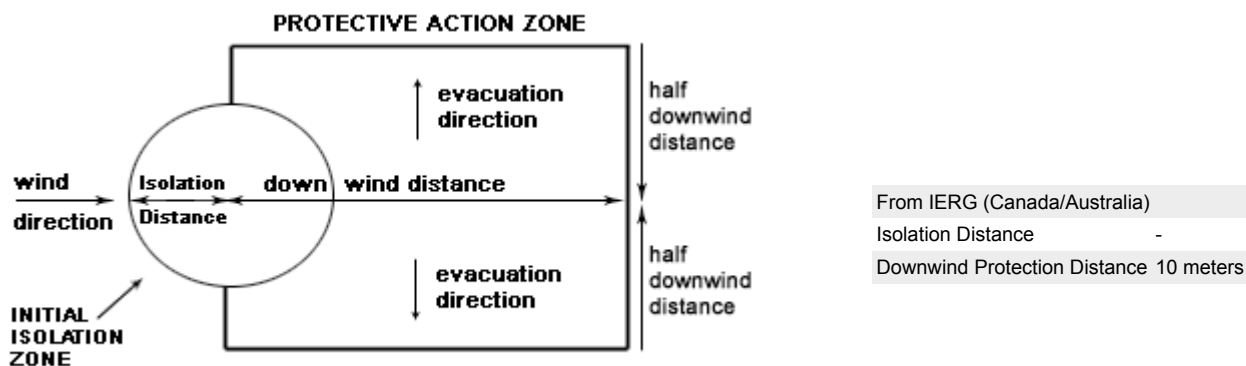 PROTECTIVE ACTION ZONE
evacuation
direction
half
downwind
distance
wind
direction
Isolation
Distance
down wind distance
evacuation
direction
half
downwind
distance
INITIAL
ISOLATION
ZONE
From IERG (Canada/Australia)
Isolation Distance -
Downwind Protection Distance 10 meters